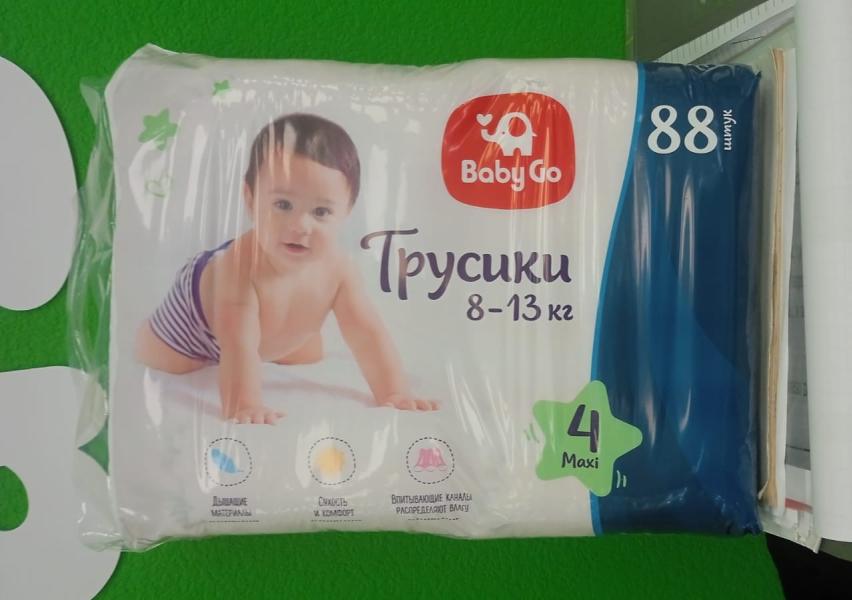 Baby Go
88
штук
Трусики
8-13 кг
4
Maxi
Дышащие
материалы
Сухость
и комфорт
Впитывающие каналы
распределяют влагу